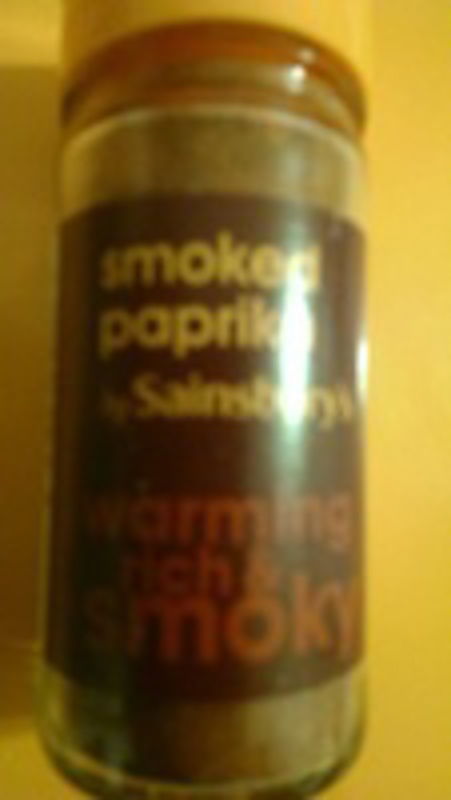 smoked
paprika
by Sainsbury's
warming
rich &
smoky